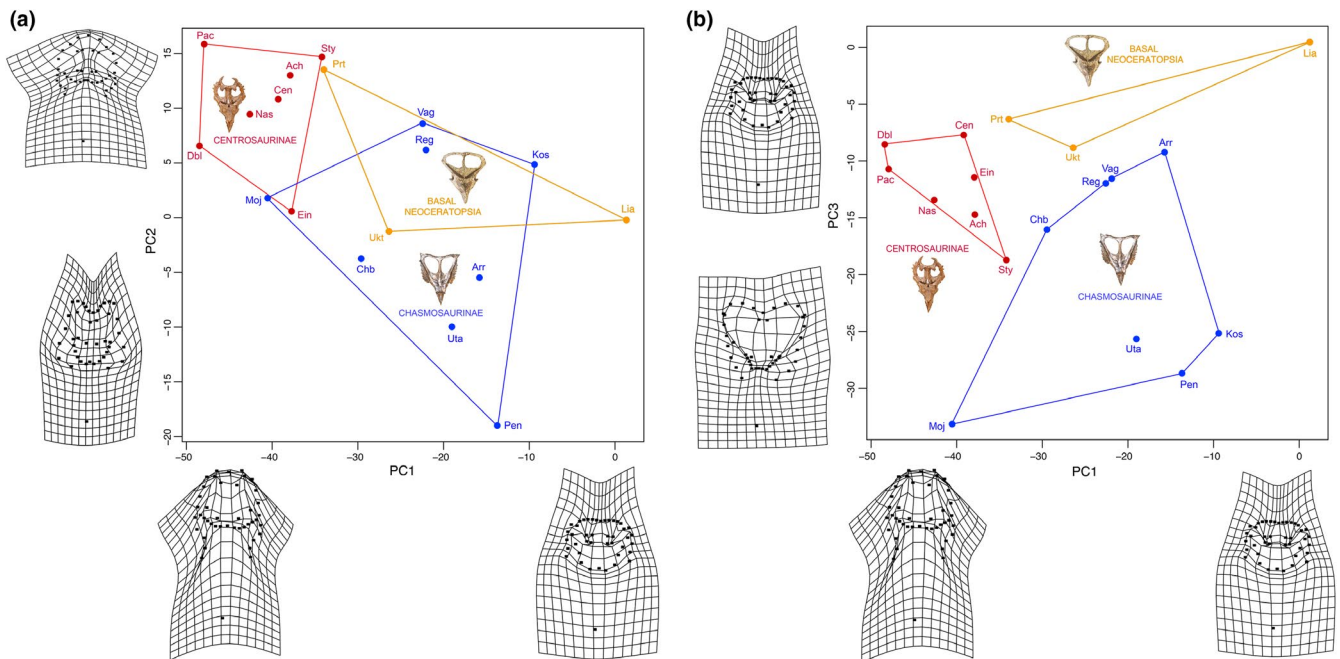 (a)
Pac
Sty
Prt
Ach
Cen
Nas
CENTROSAURINAE
Dbl
Vag
Reg
Kos
BASAL
NEOCERATOPSIA
Moj
Ein
Ukt
Lia
Chb
Arr
CHASMOSAURINAE
Uta
Pen
PC2
15
10
5
0
−5
−10
−15
−20
−50
−40
−30
−20
−10
0
PC1
(b)
BASAL
NEOCERATOPSIA
Lia
Prt
Ukt
Dbl
Cen
Pac
Ein
Nas
Ach
Sty
CENTROSAURINAE
Arr
Vag
Reg
Chb
CHASMOSAURINAE
Uta
Kos
Pen
Moj
PC3
0
−5
−10
−15
−20
−25
−30
−50
−40
−30
−20
−10
0
PC1